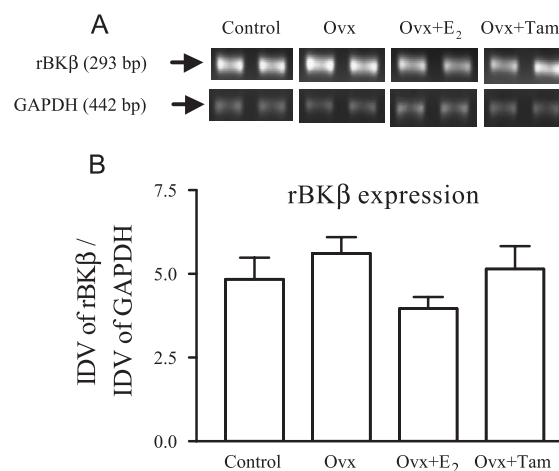 A
Control Ovx Ovx+E₂ Ovx+Tam
rBKβ (293 bp)
GAPDH (442 bp)
B
rBKβ expression
IDV of rBKβ /
IDV of GAPDH
7.5
5.0
2.5
0.0
Control Ovx Ovx+E₂ Ovx+Tam